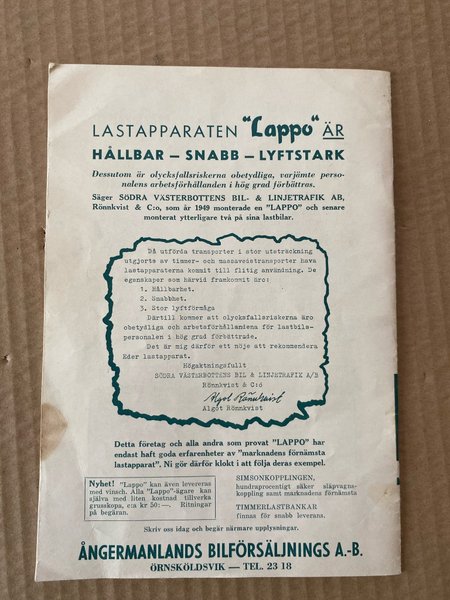 LASTAPPARATEN "Lappo" ÄR
HÅLLBAR — SNABB — LYFTSTARK
Dessutom är olycksfallsriskerna obetydliga, varjämte perso-
nalens arbetsförhållanden i hög grad förbättras.
Säger SÖDRA VÄSTERBOTTENS BIL- & LINJETRAFIK AB,
Rönnkvist & C:o, som år 1949 monterade en "LAPPO" och senare
monterat ytterligare två på sina lastbilar.
Då utförda transporter i stor utsträckning
utgjorts av timmer- och massavedstransporter hava
lastapparaterna kommit till flitig användning. De
egenskaper som härvid framkommit äro:
1. Hållbarhet.
2. Snabbhet.
3. Stor lyftförmåga
Därtill kommer att olycksfallsriskerna äro
obetydliga och arbetsförhållandena för lastbils-
personalen i hög grad förbättrade.
Det är mig därför ett nöje att rekommendera
Eder lastapparat.
Högaktningsfullt
SÖDRA VÄSTERBOTTENS BIL & LINJETRAFIK A/B
Rönnkvist & C:o
Algot Rönnkvist
Algot Rönnkvist
Detta företag och alla andra som provat "LAPPO" har
endast haft goda erfarenheter av "marknadens förnämsta
lastapparat". Ni gör därför klokt i att följa deras exempel.
Nyhet! "Lappo" kan även levereras
med vinsch. Alla "Lappo"-ägare kan
själva med liten kostnad tillverka
grusskopa, c:a kr 50:—. Ritningar
på begäran.
SIMSONKOPPLINGEN,
hundraprocentigt säker släpvagns-
koppling samt marknadens förnämsta
TIMMERLASTBANKAR
finnas för snabb leverans.
Skriv oss idag och begär närmare upplysningar.
ÅNGERMANLANDS BILFÖRSÄLJNINGS A.-B.
ÖRNSKÖLDSVIK — TEL. 23 18